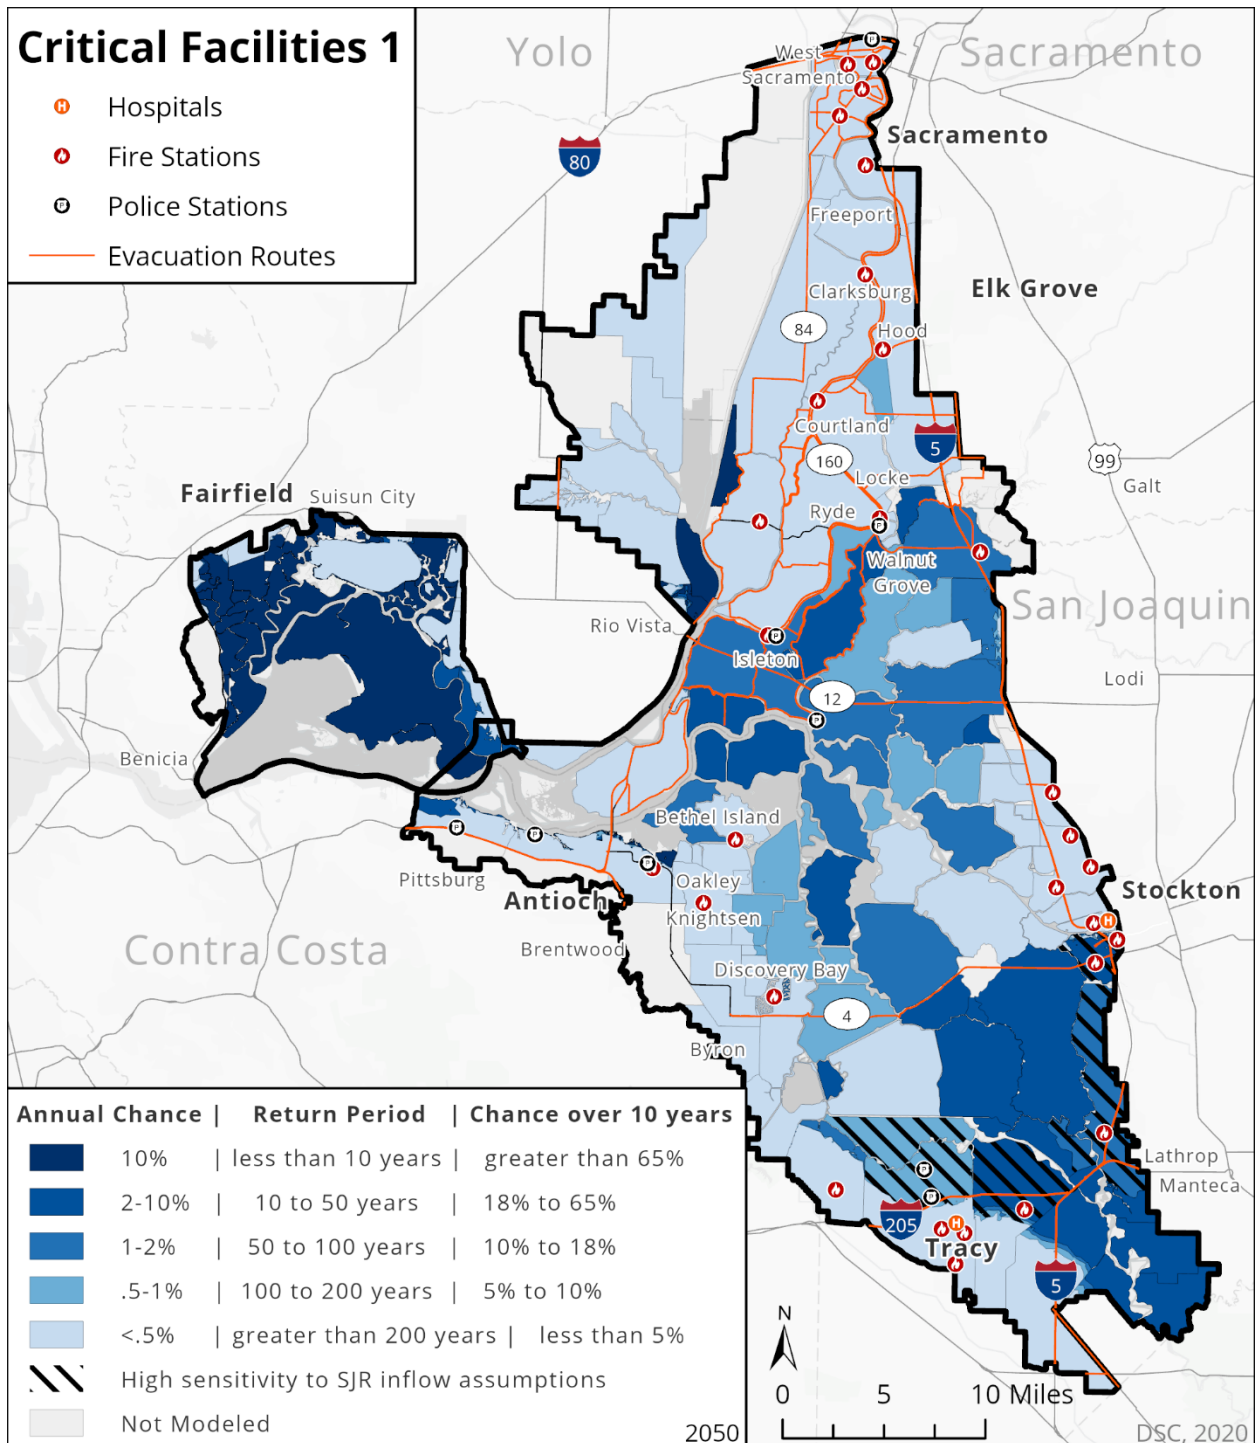 Critical Facilities 1
H Hospitals
Fire Stations
P Police Stations
Evacuation Routes
Yolo
Sacramento
West
Sacramento
80
Sacramento
Freeport
Elk Grove
Clarksburg
84
Hood
Courtland
5
160
99
Locke
Galt
Fairfield
Suisun City
Ryde
Walnut
Grove
San Joaquin
Rio Vista
Isleton
Lodi
12
Benicia
Bethel Island
Pittsburg
Oakley
Antioch
Stockton
Knightsen
Contra Costa
Brentwood
Discovery Bay
4
Byron
Lathrop
Manteca
205
Tracy
5
Annual Chance | Return Period | Chance over 10 years
10% | less than 10 years | greater than 65%
2-10% | 10 to 50 years | 18% to 65%
1-2% | 50 to 100 years | 10% to 18%
.5-1% | 100 to 200 years | 5% to 10%
<.5% | greater than 200 years | less than 5%
High sensitivity to SJR inflow assumptions
Not Modeled
N
0 5 10 Miles
2050
DSC, 2020